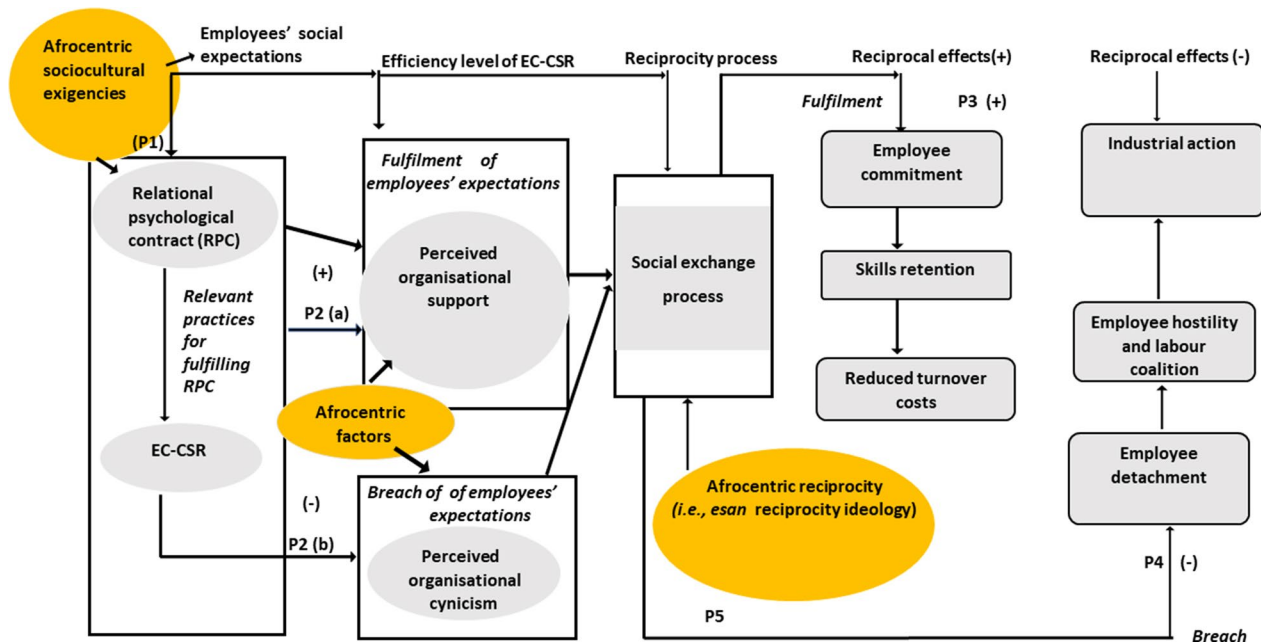 Afrocentric
sociocultural
exigencies
Employees’ social
expectations
Efficiency level of EC-CSR
Reciprocity process
Reciprocal effects(+)
Reciprocal effects (-)
(P1)
Relational
psychological
contract (RPC)
Relevant
practices
for
fulfilling
RPC
EC-CSR
(+)
P2 (a)
(-)
P2 (b)
Fulfilment of
employees’ expectations
Perceived
organisational
support
Afrocentric
factors
Breach of of employees’
expectations
Perceived
organisational
cynicism
Social exchange
process
Afrocentric reciprocity
(i.e., esan reciprocity ideology)
P5
Fulfilment
P3 (+)
Employee
commitment
Skills retention
Reduced turnover
costs
Industrial action
Employee hostility
and labour
coalition
Employee
detachment
P4
(-)
Breach